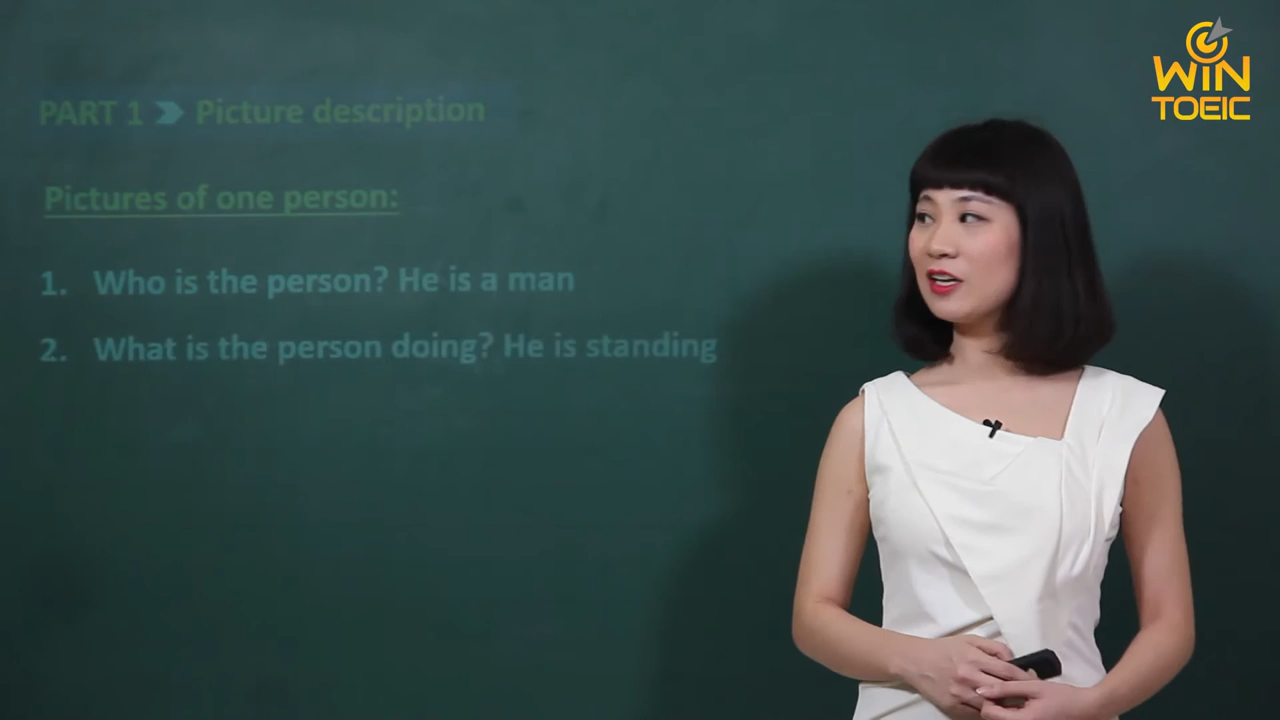 WIN
TOEIC
PART 1 Picture description
Pictures of one person:
1. Who is the person? He is a man
2. What is the person doing? He is standing